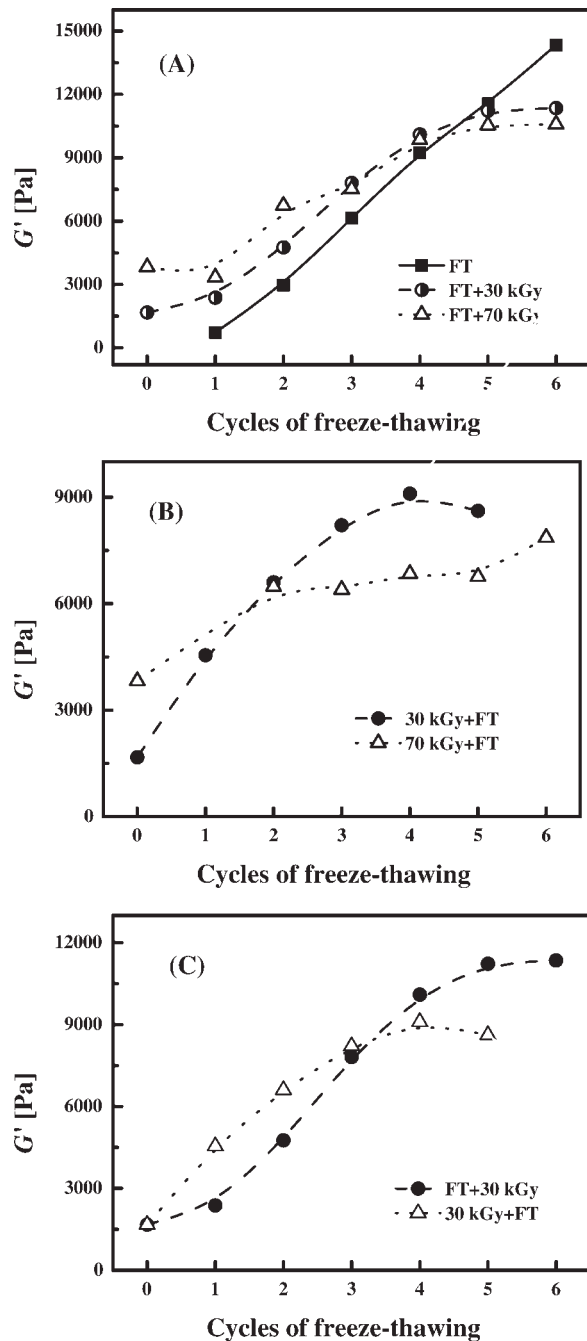 15000
(A)
12000
9000
G' [Pa]
6000
3000
0
FT
FT+30 kGy
FT+70 kGy
0 1 2 3 4 5 6
Cycles of freeze-thawing
9000
(B)
6000
G' [Pa]
3000
30 kGy+FT
70 kGy+FT
0
0 1 2 3 4 5 6
Cycles of freeze-thawing
12000
(C)
9000
G' [Pa]
6000
3000
FT+30 kGy
30 kGy+FT
0
0 1 2 3 4 5 6
Cycles of freeze-thawing